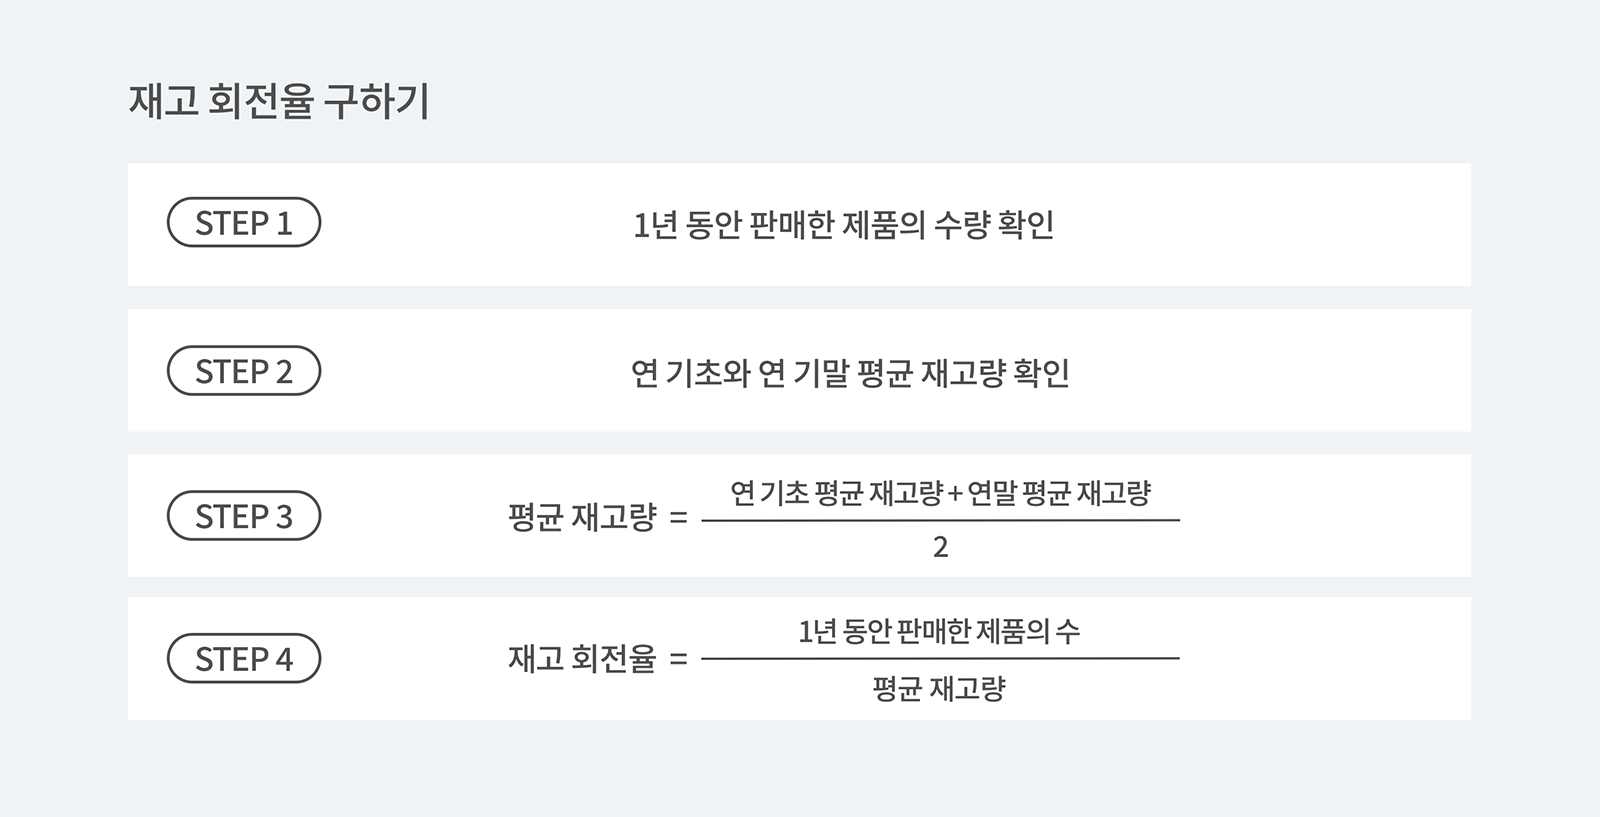 재고 회전율 구하기
STEP 1
1년 동안 판매한 제품의 수량 확인
STEP 2
연 기초와 연 기말 평균 재고량 확인
STEP 3
평균 재고량 =
연 기초 평균 재고량 + 연말 평균 재고량
2
STEP 4
재고 회전율 =
1년 동안 판매한 제품의 수
평균 재고량